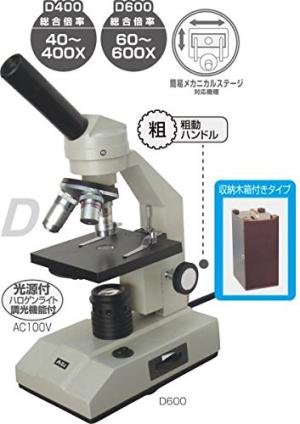 D400 D600
総合倍率 総合倍率
40〜 60〜
400X 600X
簡易メカニカルステージ
対応機種
粗 粗動
ハンドル
収納木箱付きタイプ
D
光源付
ハロゲンライト
調光機能付
AC100V
D600